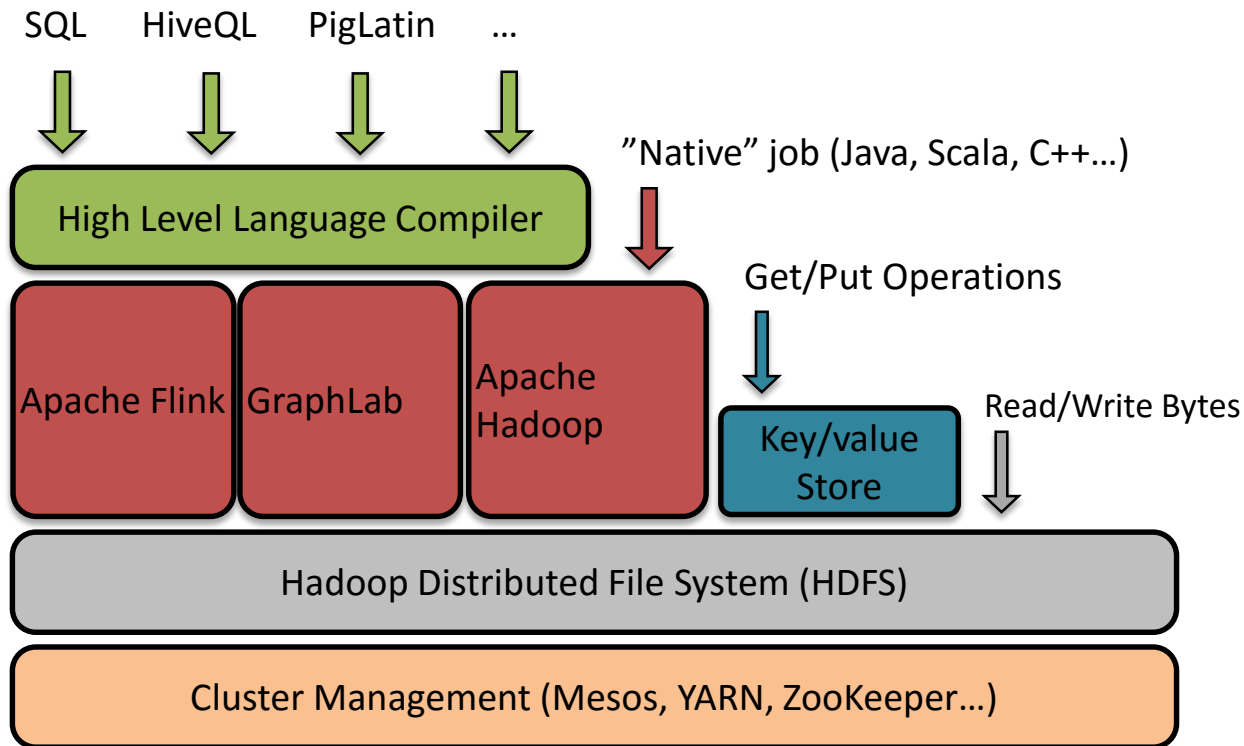 SQL HiveQL PigLatin ...
”Native” job (Java, Scala, C++...)
High Level Language Compiler
Get/Put Operations
Apache Flink
GraphLab
Apache
Hadoop
Read/Write Bytes
Key/value
Store
Hadoop Distributed File System (HDFS)
Cluster Management (Mesos, YARN, ZooKeeper...)